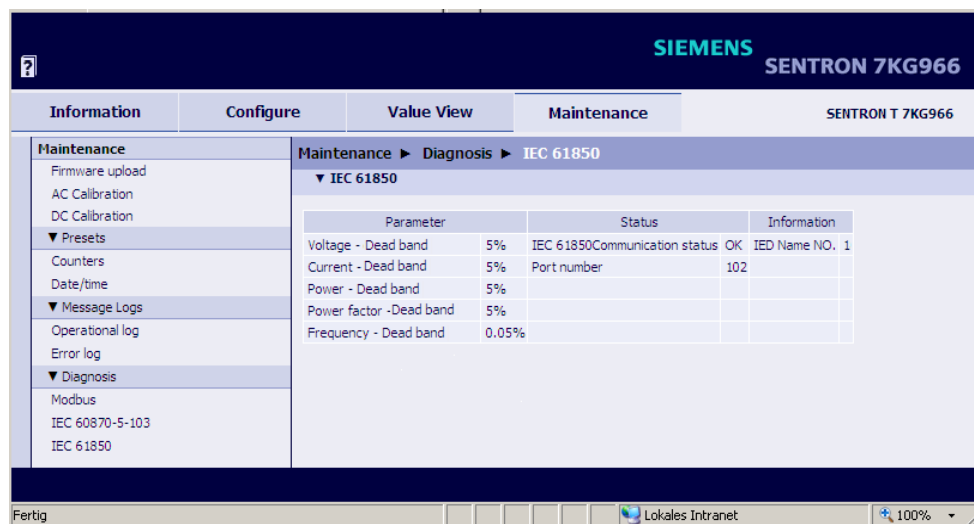 ?
SIEMENS
SENTRON 7KG966
Information Configure Value View Maintenance SENTRON T 7KG966
Maintenance
Firmware upload
AC Calibration
DC Calibration
▼ Presets
Counters
Date/time
▼ Message Logs
Operational log
Error log
▼ Diagnosis
Modbus
IEC 60870-5-103
IEC 61850
Maintenance ► Diagnosis ► IEC 61850
▼ IEC 61850
Parameter Status Information
Voltage - Dead band 5% IEC 61850Communication status OK IED Name NO. 1
Current - Dead band 5% Port number 102
Power - Dead band 5%
Power factor -Dead band 5%
Frequency - Dead band 0.05%
Fertig Lokales Intranet 100%